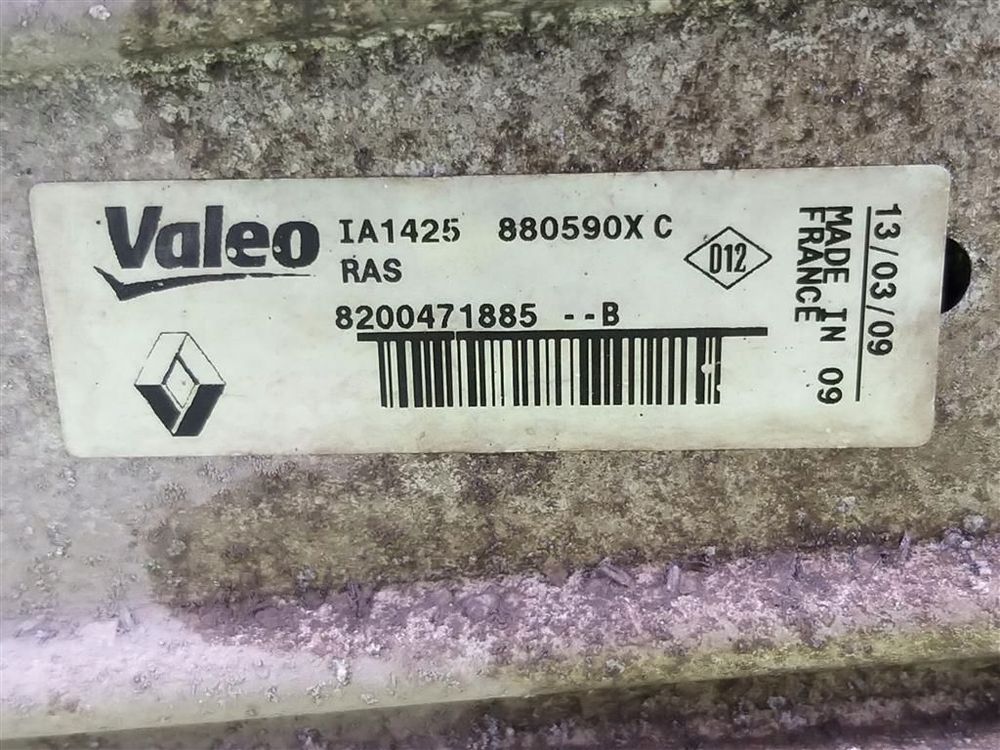 Valeo IA1425 880590X C
RAS
8200471885 --B
012
13/03/09
MADE IN 09
FRANCE